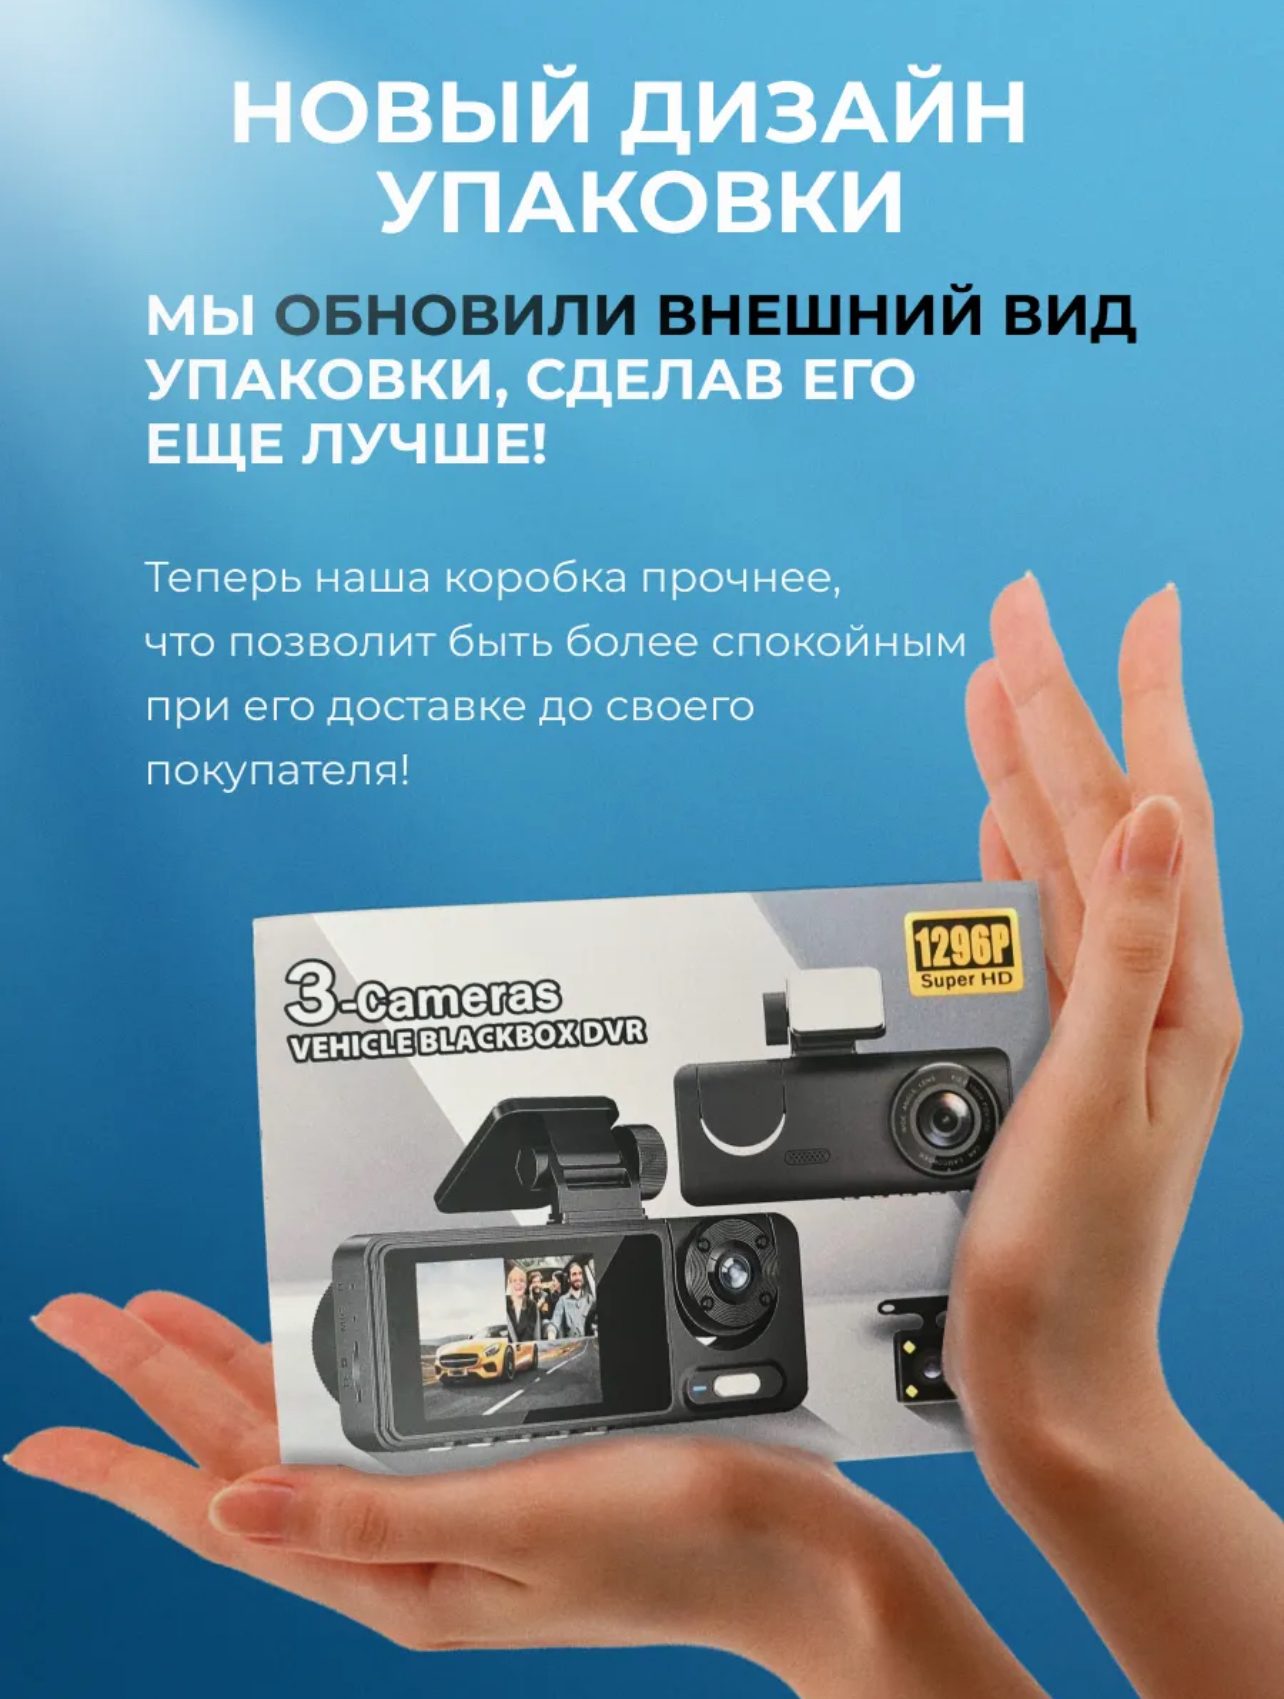 НОВЫЙ ДИЗАЙН
УПАКОВКИ
МЫ ОБНОВИЛИ ВНЕШНИЙ ВИД
УПАКОВКИ, СДЕЛАВ ЕГО
ЕЩЕ ЛУЧШЕ!
Теперь наша коробка прочнее,
что позволит быть более спокойным
при его доставке до своего
покупателя!
1296P
Super HD
3-Cameras
VEHICLE BLACKBOX DVR